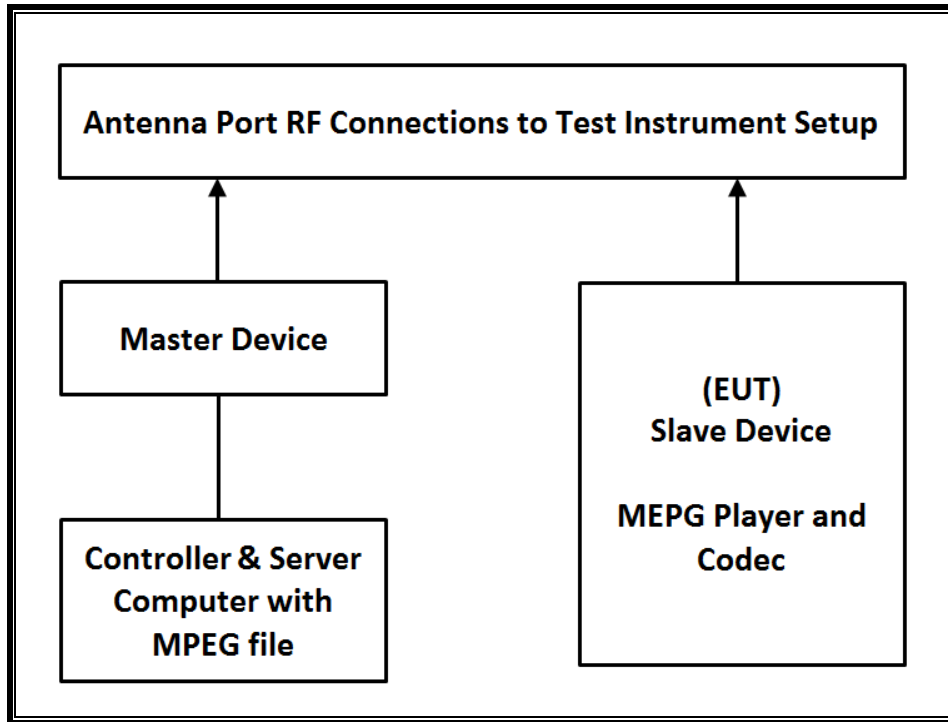 Antenna Port RF Connections to Test Instrument Setup
Master Device
(EUT)
Slave Device
MEPG Player and
Codec
Controller & Server
Computer with
MPEG file